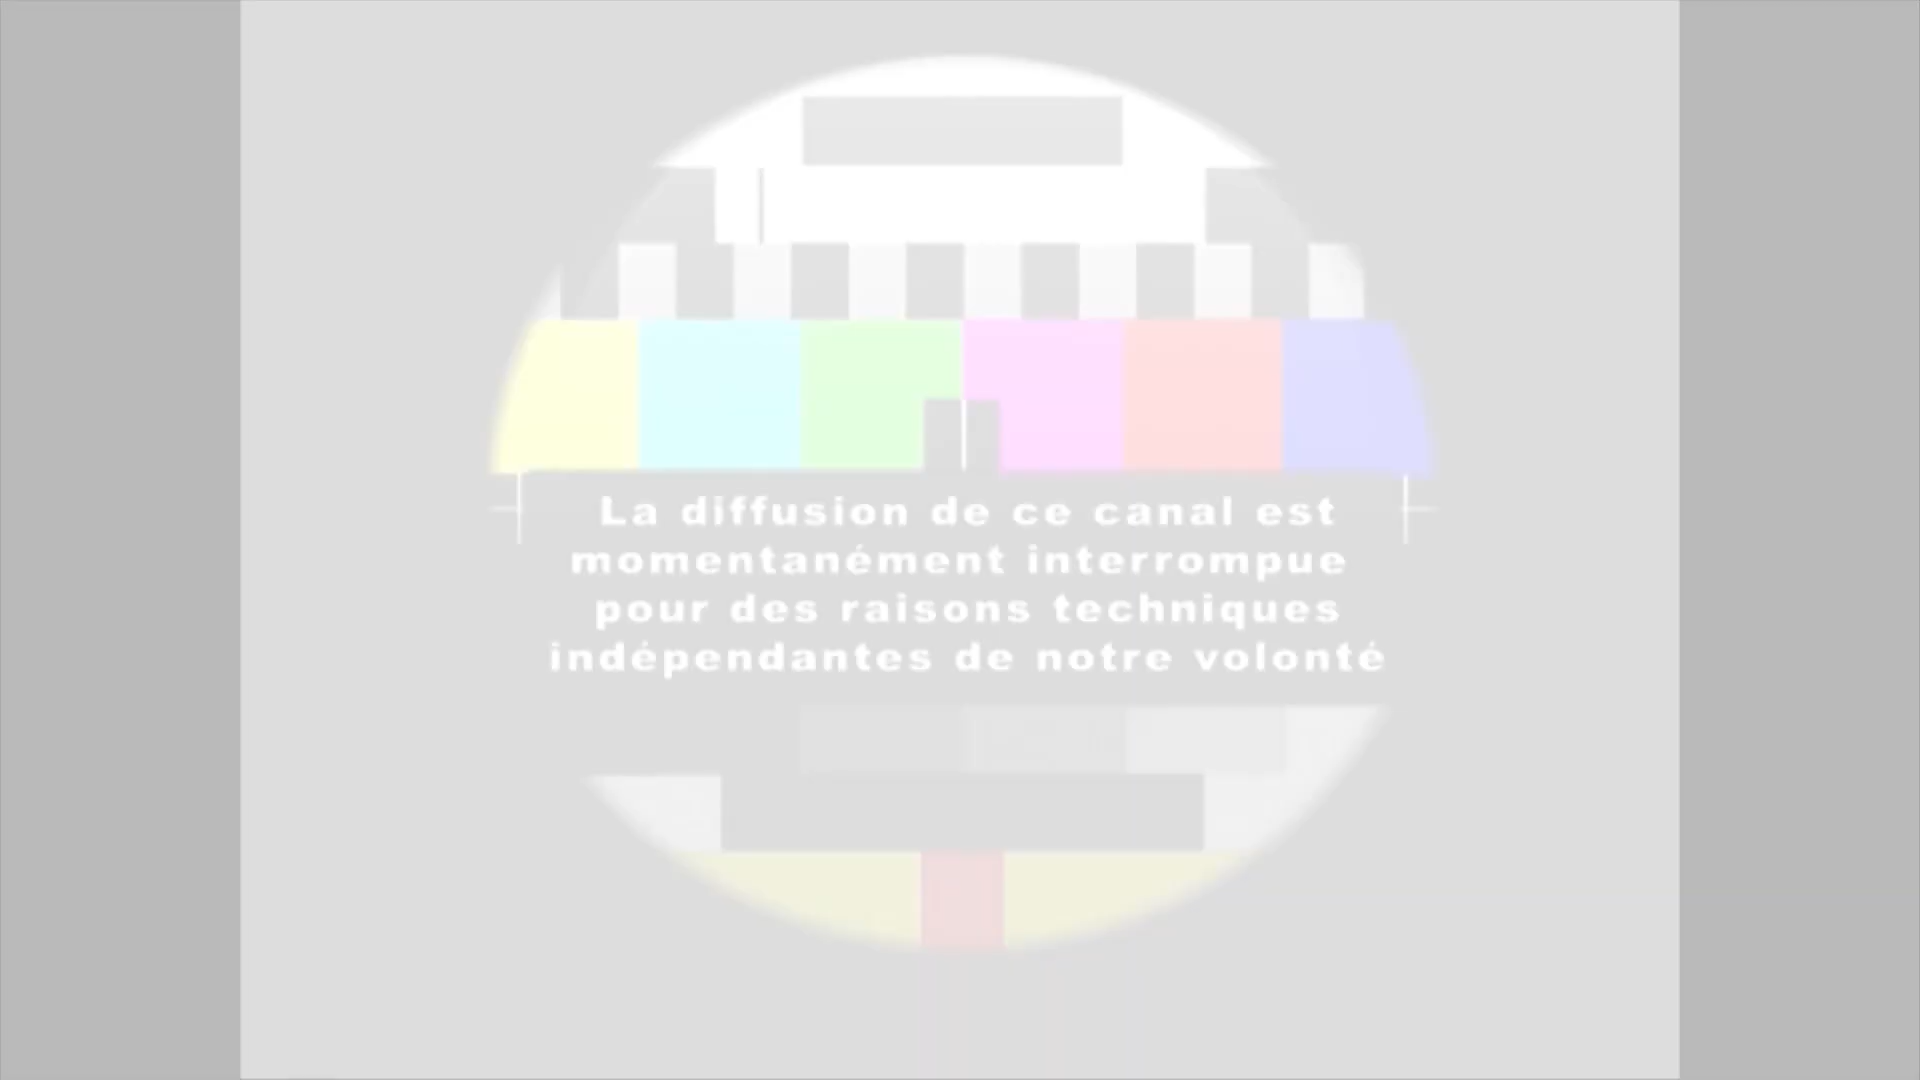 La diffusion de ce canal est
momentanément interrompue
pour des raisons techniques
indépendantes de notre volonté